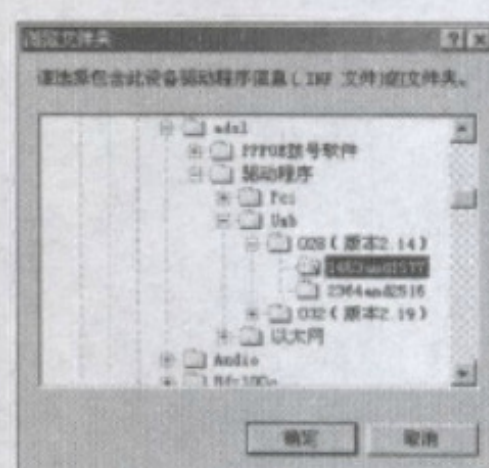 浏览文件夹
请选择包含此设备驱动程序信息( INF 文件)的文件夹。
adsl
PPPOE拨号软件
驱动程序
Pci
Usb
028(版本2.14)
1483and1577
2364and2516
032(版本2.19)
以太网
Audio
确定
取消